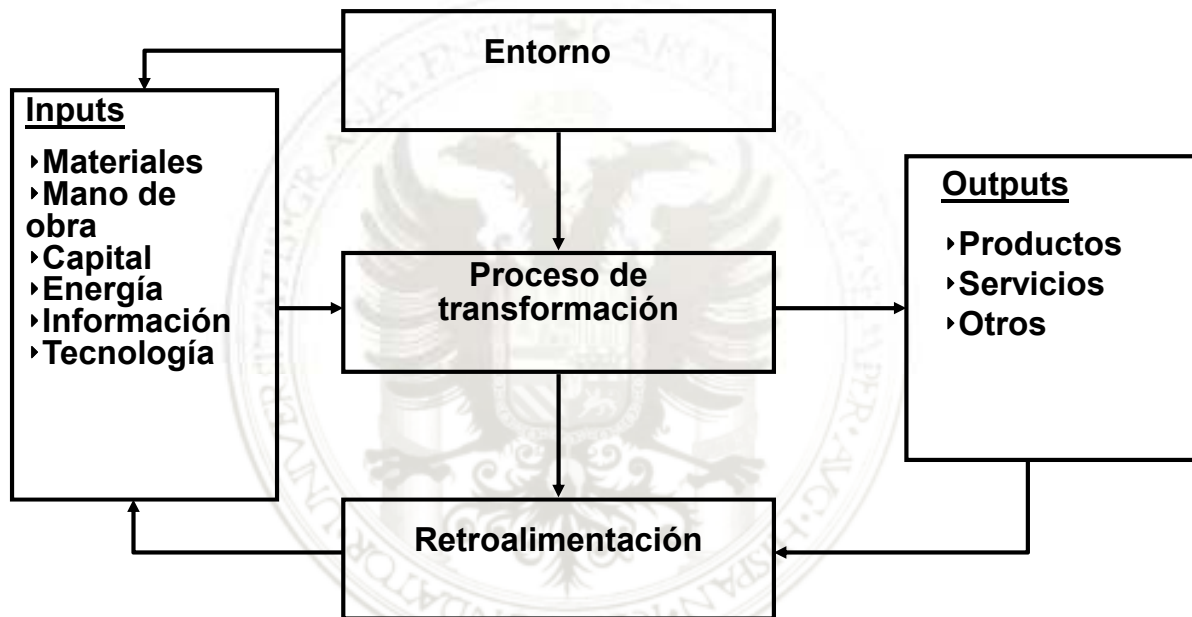 Entorno
Inputs
‣Materiales
‣Mano de
obra
‣Capital
‣Energía
‣Información
‣Tecnología
Proceso de
transformación
Outputs
‣Productos
‣Servicios
‣Otros
Retroalimentación